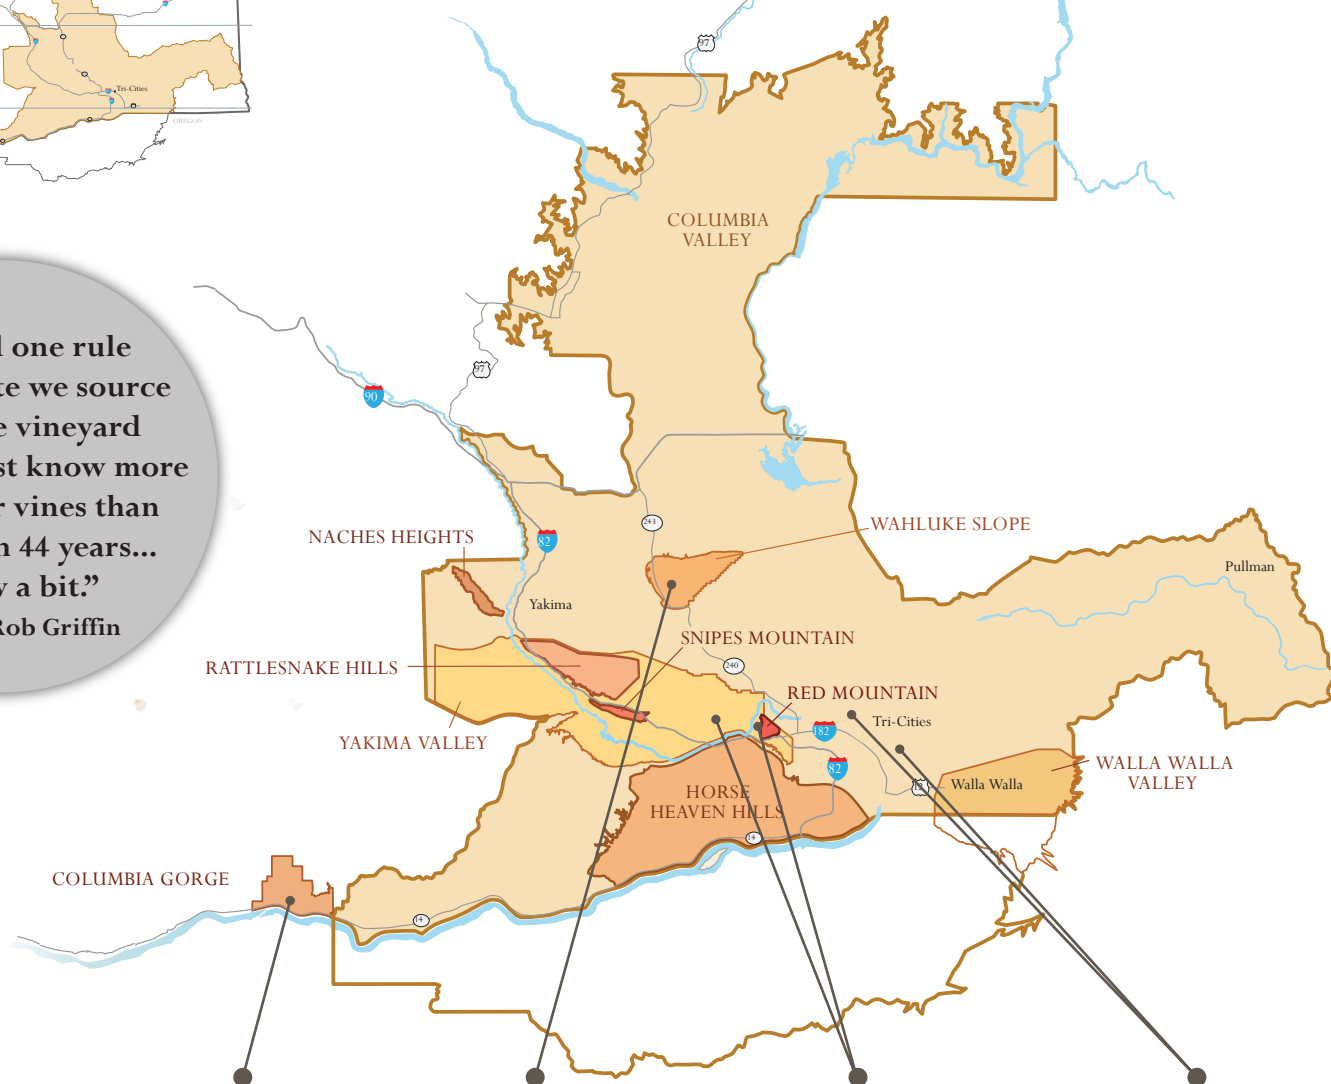 Tri-Cities
OREGON
97
COLUMBIA
VALLEY
one rule
we source
vineyard
know more
vines than
44 years...
a bit.”
Rob Griffin
97
90
243
82
WAHLUKE SLOPE
NACHES HEIGHTS
Pullman
Yakima
SNIPES MOUNTAIN
RATTLESNAKE HILLS
240
RED MOUNTAIN
Tri-Cities
182
YAKIMA VALLEY
82
WALLA WALLA
VALLEY
12
Walla Walla
HORSE
HEAVEN HILLS
14
COLUMBIA GORGE
14